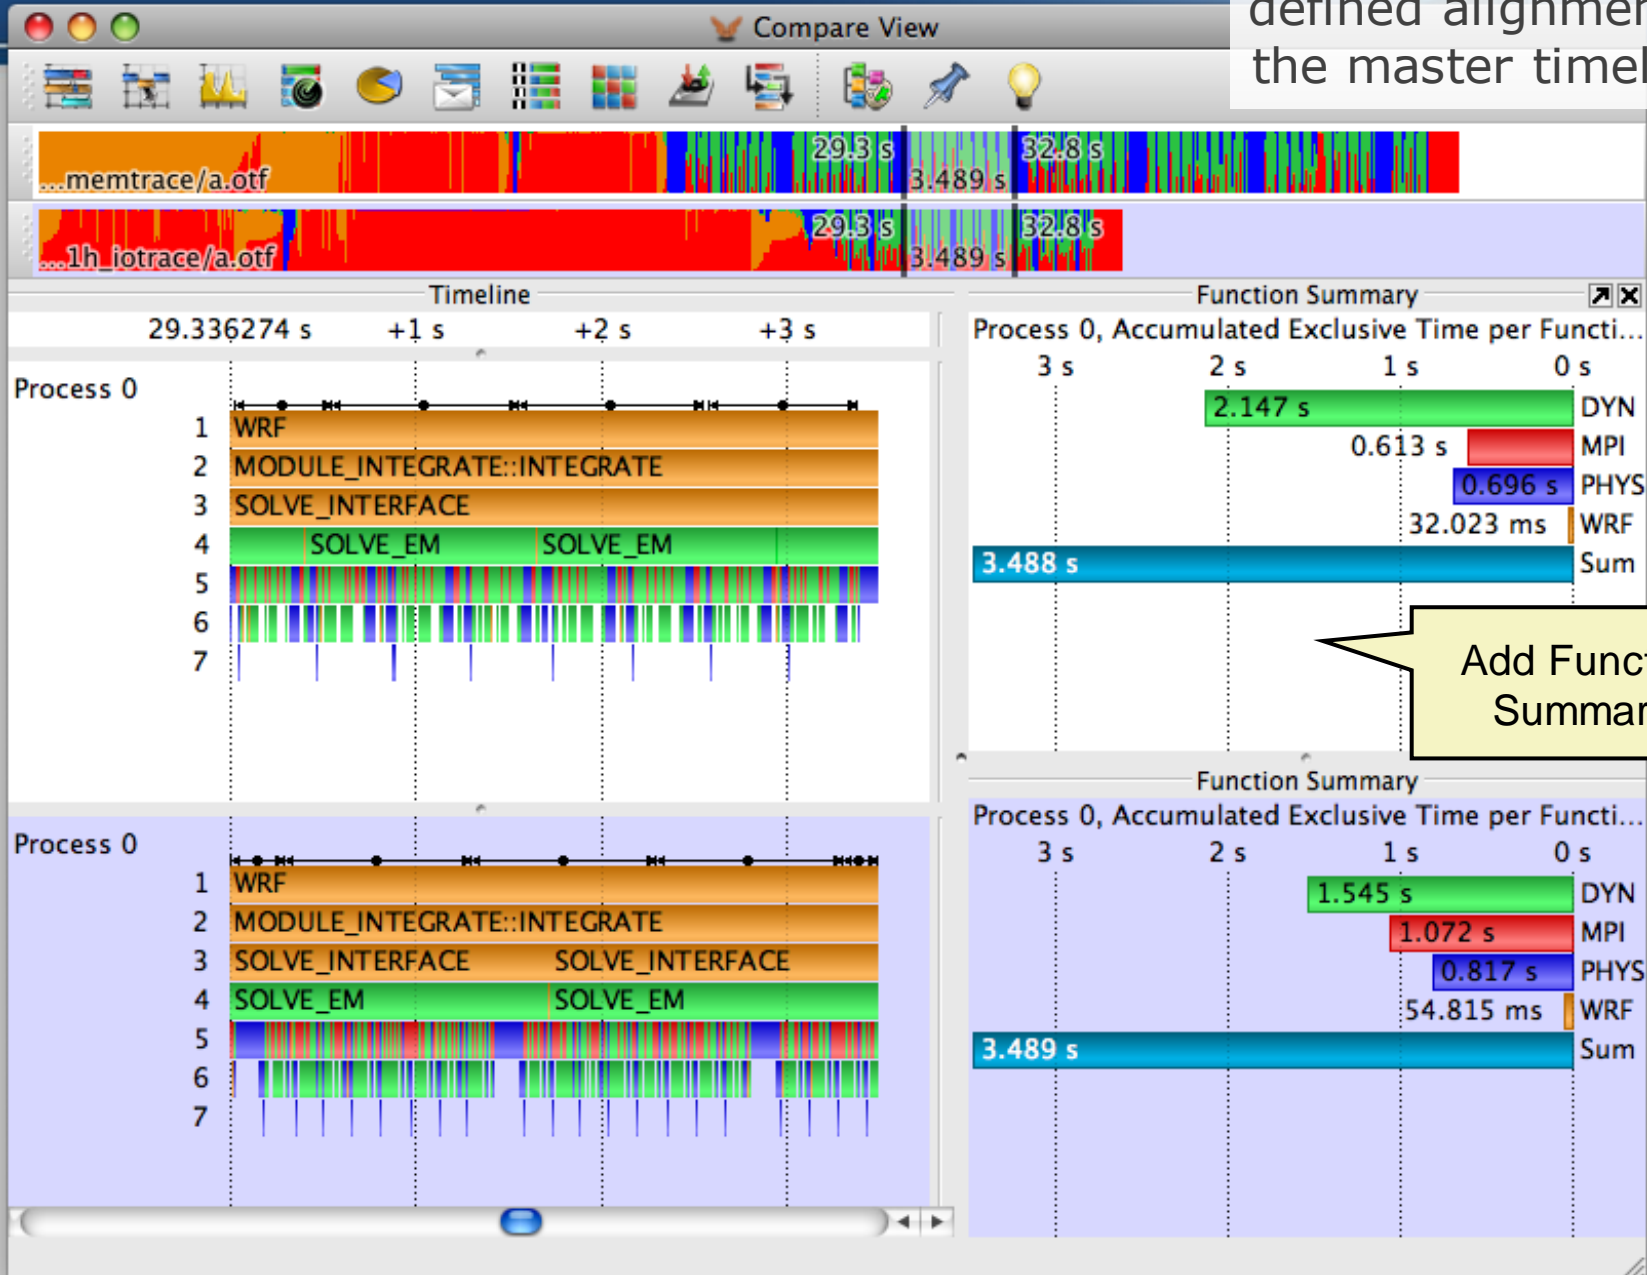 defined alignmen
the master timel
Compare View
29.3 s
32.8 s
...memtrace/a.otf
3.489 s
29.3 s
32.8 s
...1h_iotrace/a.otf
3.489 s
Timeline
29.336274 s +1 s +2 s +3 s
Process 0
1 WRF
2 MODULE_INTEGRATE::INTEGRATE
3 SOLVE_INTERFACE
4 SOLVE_EM SOLVE_EM
5
6
7
Process 0
1 WRF
2 MODULE_INTEGRATE::INTEGRATE
3 SOLVE_INTERFACE SOLVE_INTERFACE
4 SOLVE_EM SOLVE_EM
5
6
7
Function Summary
Process 0, Accumulated Exclusive Time per Functi...
3 s 2 s 1 s 0 s
2.147 s DYN
0.613 s MPI
0.696 s PHYS
32.023 ms WRF
3.488 s Sum
Add Funct
Summar
Function Summary
Process 0, Accumulated Exclusive Time per Functi...
3 s 2 s 1 s 0 s
1.545 s DYN
1.072 s MPI
0.817 s PHYS
54.815 ms WRF
3.489 s Sum